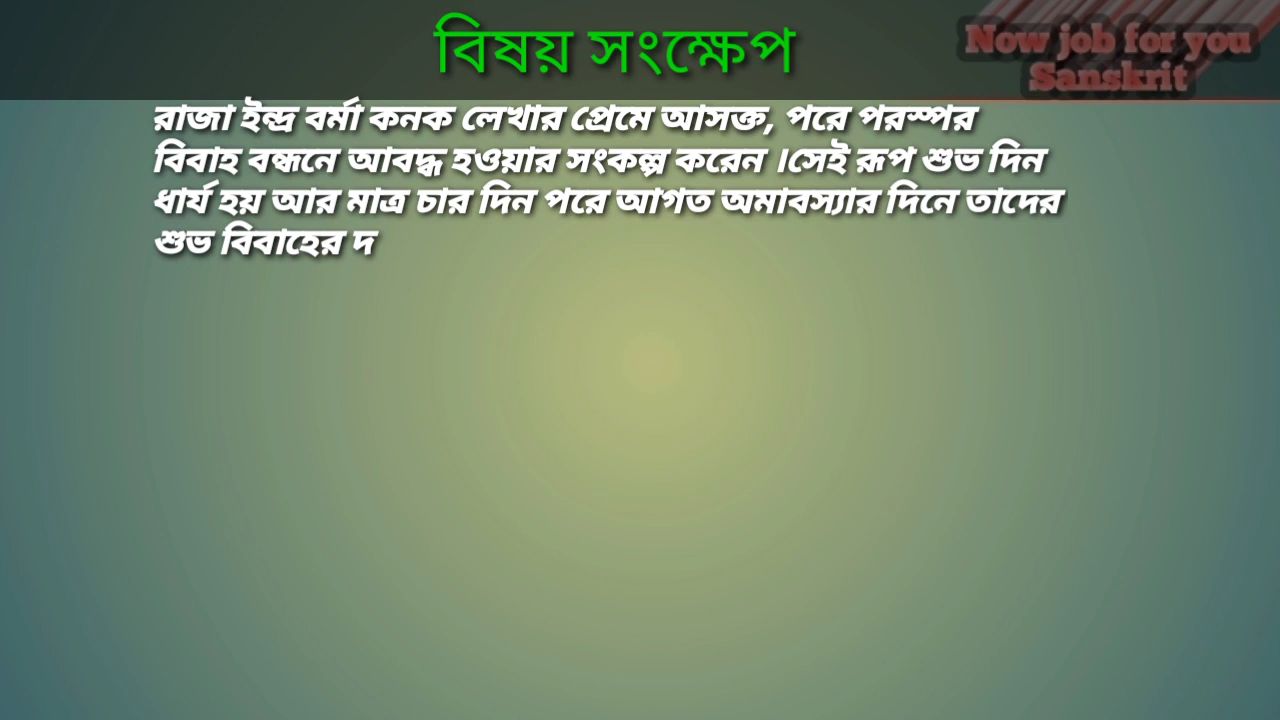 বিষয় সংক্ষেপ
Now job for you
Sanskrit
রাজা ইন্দ্র বর্মা কনক লেখার প্রেমে আসক্ত, পরে পরস্পর
বিবাহ বন্ধনে আবদ্ধ হওয়ার সংকল্প করেন ।সেই রূপ শুভ দিন
ধার্য হয় আর মাত্র চার দিন পরে আগত অমাবস্যার দিনে তাদের
শুভ বিবাহের দ